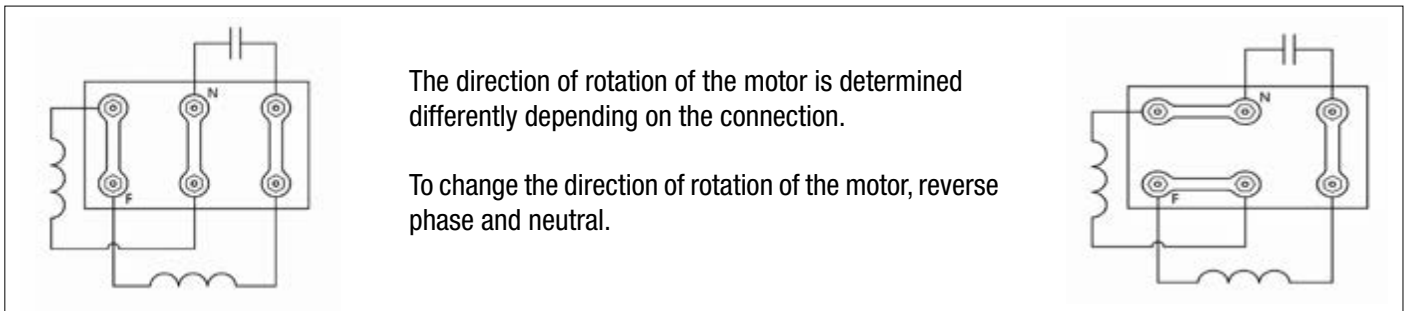 N
F
The direction of rotation of the motor is determined
differently depending on the connection.
To change the direction of rotation of the motor, reverse
phase and neutral.
N
F